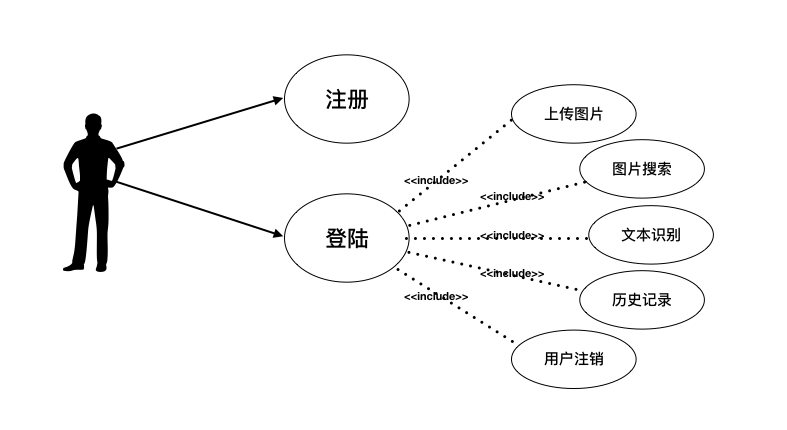 注册
上传图片
<<include>>
图片搜索
<<include>>
登陆
<<include>>
文本识别
<<include>>
历史记录
<<include>>
用户注销